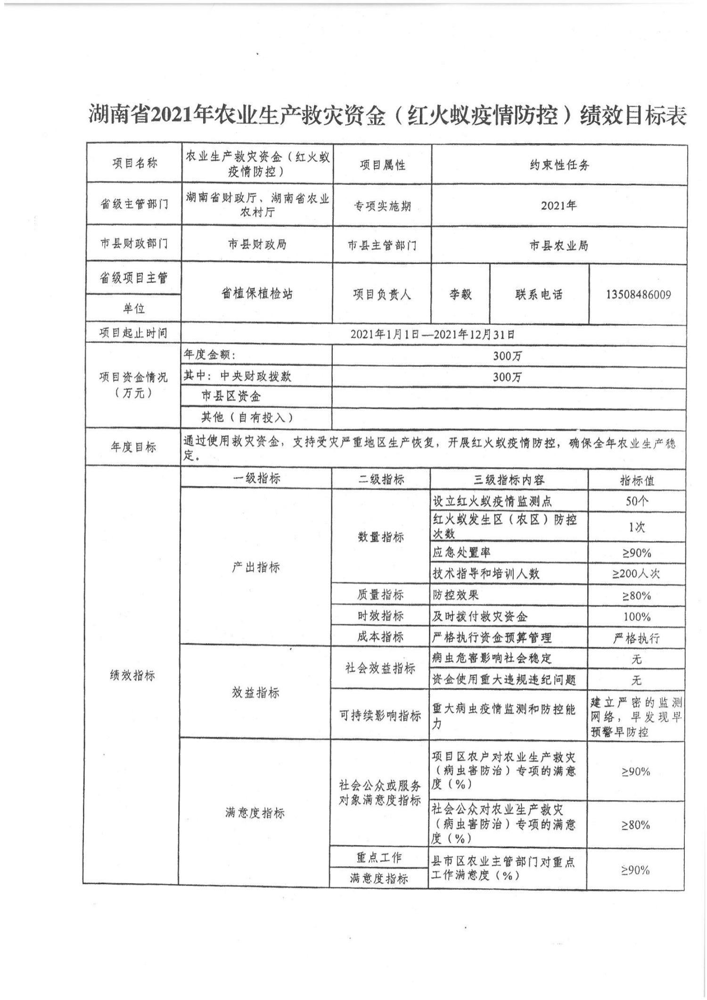 湖南省2021年农业生产救灾资金（红火蚁疫情防控）绩效目标表
项目名称
农业生产救灾资金（红火蚁
疫情防控）
项目属性
约束性任务
省级主管部门
湖南省财政厅、湖南省农业
农村厅
专项实施期
2021年
市县财政部门
市县财政局
市县主管部门
市县农业局
省级项目主管
单位
省植保植检站
项目负责人
李毅
联系电话
13508486009
项目起止时间
2021年1月1日—2021年12月31日
项目资金情况
（万元）
年度金额：
300万
其中：中央财政拨款
300万
市县区资金
其他（自有投入）
年度目标
通过使用救灾资金，支持受灾严重地区生产恢复，开展红火蚁疫情防控，确保全年农业生产稳
定。
绩效指标
一级指标
二级指标
三级指标内容
指标值
产出指标
数量指标
设立红火蚁疫情监测点
50个
红火蚁发生区（农区）防控
次数
1次
应急处置率
≥90%
技术指导和培训人数
≥200人次
质量指标
防控效果
≥80%
时效指标
及时拨付救灾资金
100%
成本指标
严格执行资金预算管理
严格执行
效益指标
社会效益指标
病虫危害影响社会稳定
无
资金使用重大违规违纪问题
无
可持续影响指标
重大病虫疫情监测和防控能
力
建立严密的监测
网络，早发现早
预警早防控
满意度指标
社会公众或服务
对象满意度指标
项目区农户对农业生产救灾
（病虫害防治）专项的满意
度（%）
≥90%
社会公众对农业生产救灾
（病虫害防治）专项的满意
度（%）
≥80%
重点工作
满意度指标
县市区农业主管部门对重点
工作满意度（%）
≥90%